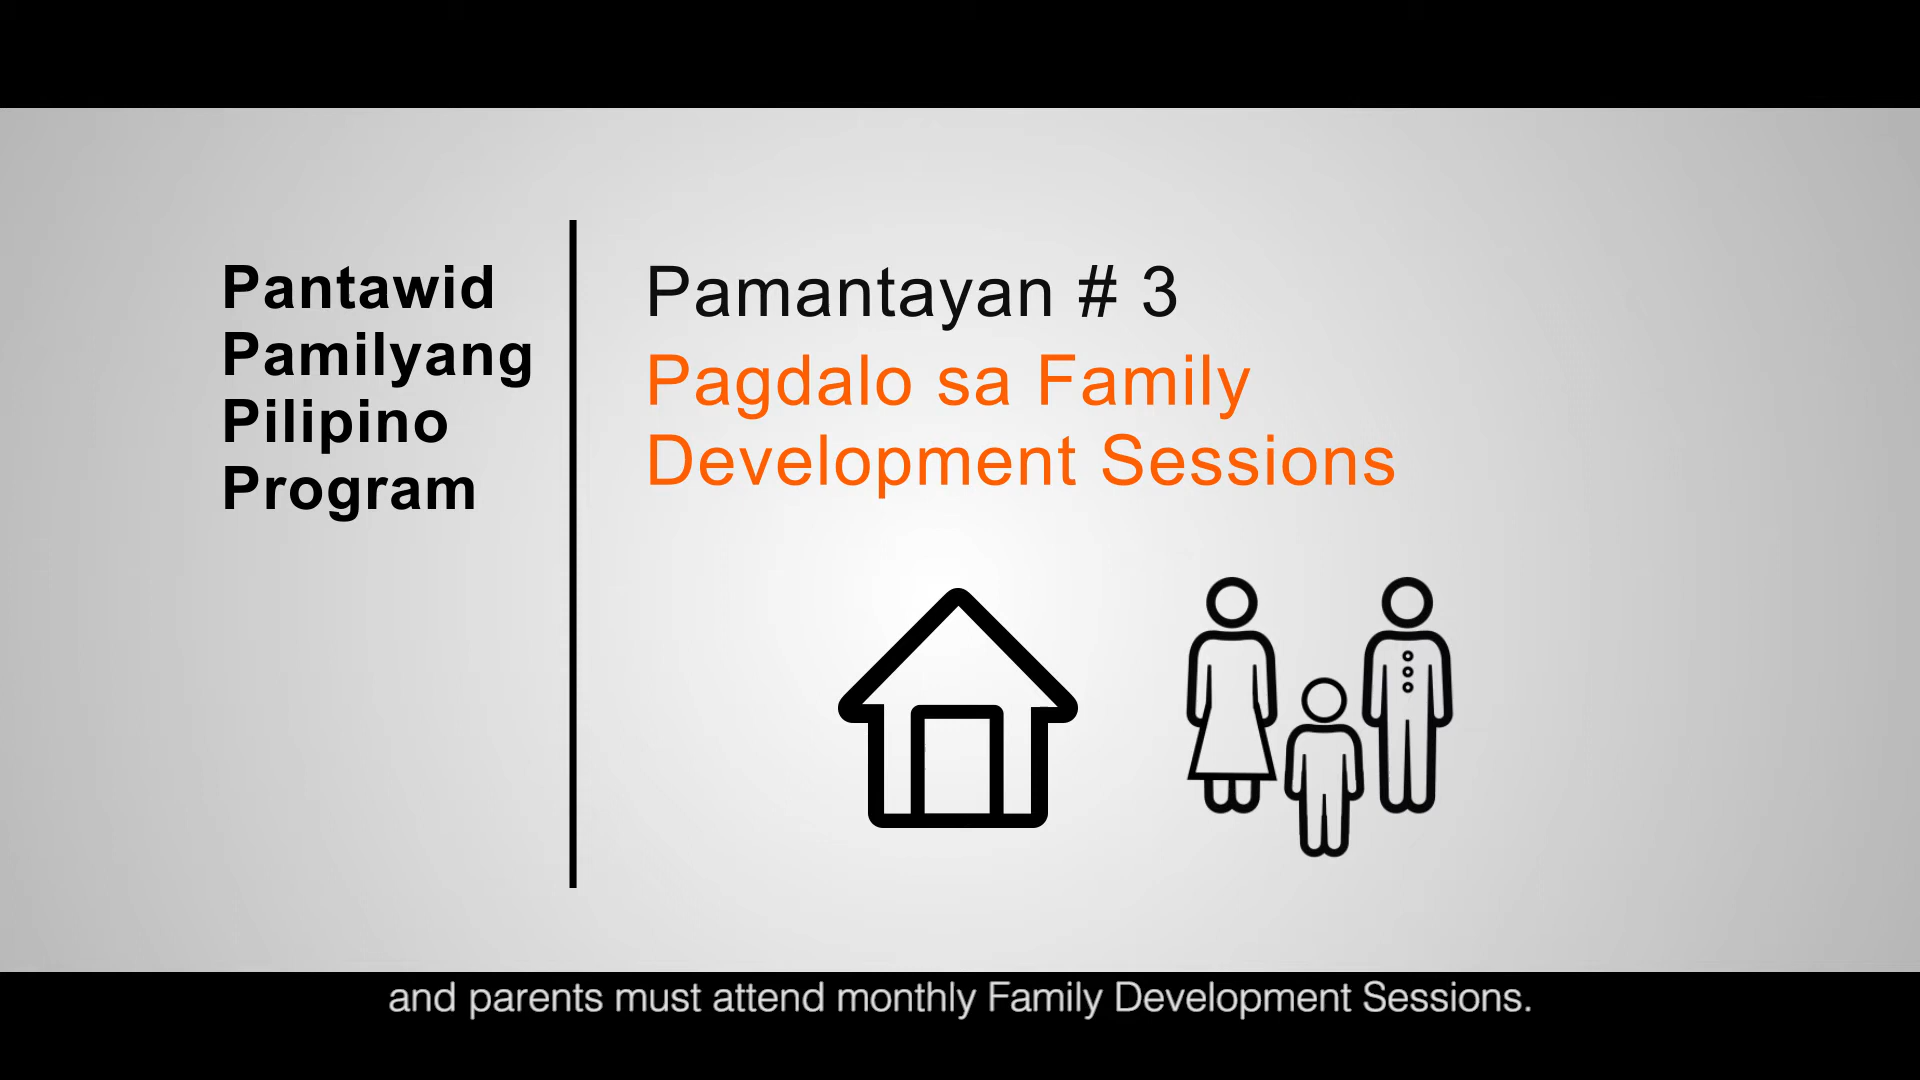 Pantawid
Pamilyang
Pilipino
Program
Pamantayan # 3
Pagdalo sa Family
Development Sessions
and parents must attend monthly Family Development Sessions.